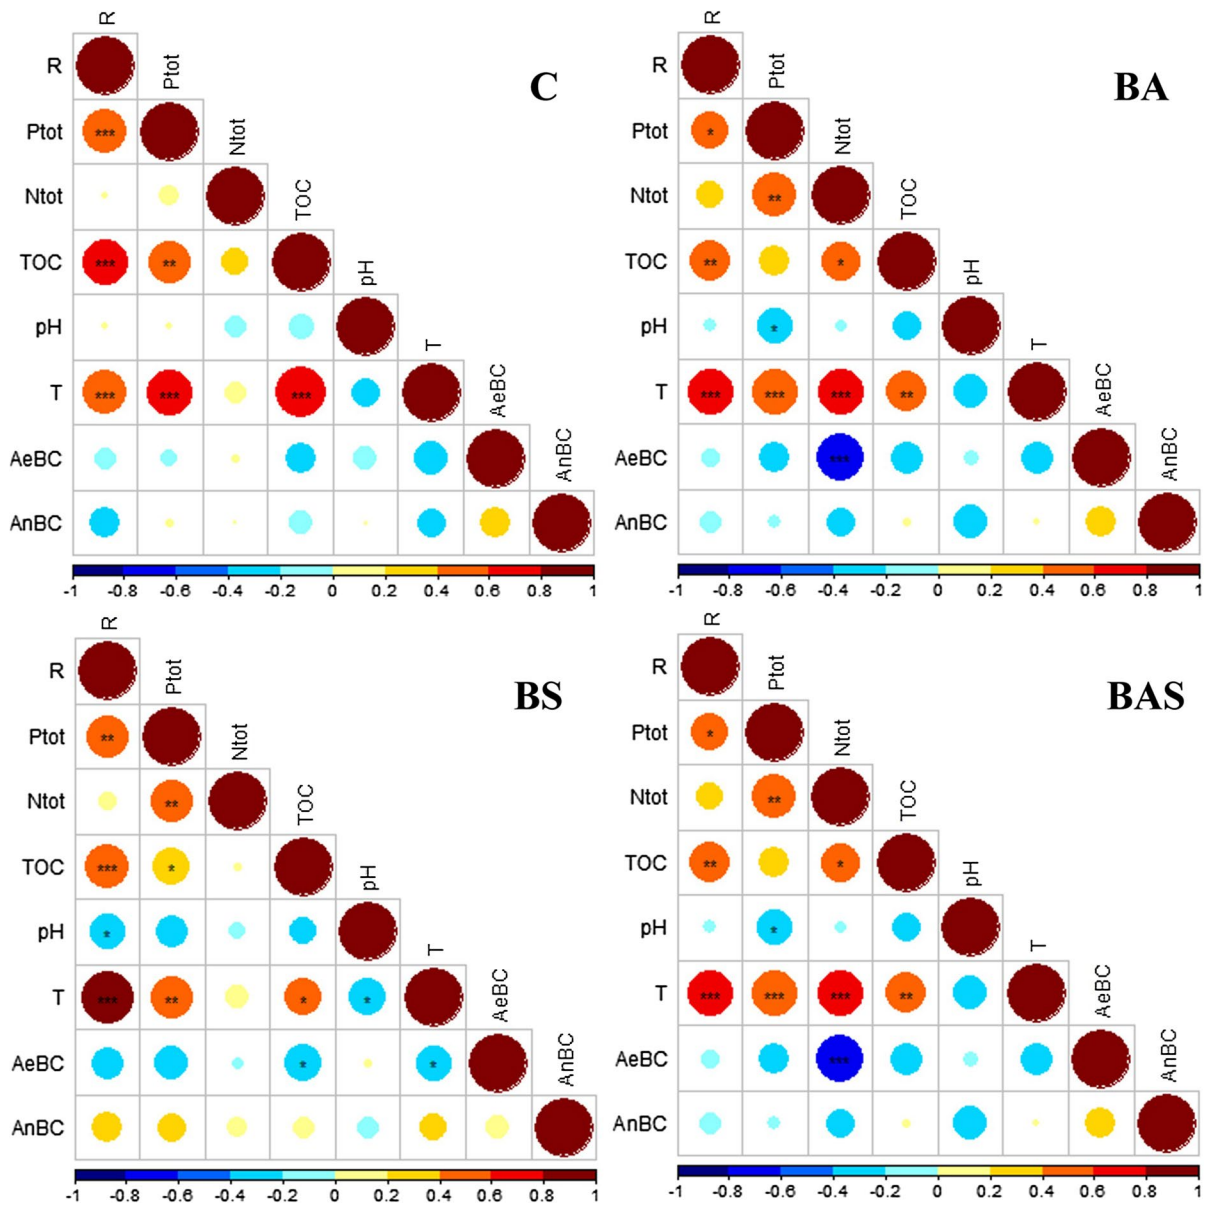 R
R
Ptot
C
Ptot
***
Ntot
Ntot
TOC
TOC
***
**
pH
pH
T
T
***
***
***
AeBC
AeBC
AnBC
AnBC
-1 -0.8 -0.6 -0.4 -0.2 0 0.2 0.4 0.6 0.8 1
R
R
Ptot
BA
Ptot
*
Ntot
Ntot
**
TOC
TOC
**
*
pH
pH
*
T
T
***
***
***
**
AeBC
AeBC
***
AnBC
AnBC
-1 -0.8 -0.6 -0.4 -0.2 0 0.2 0.4 0.6 0.8 1
R
R
Ptot
BS
Ptot
**
Ntot
Ntot
**
TOC
TOC
***
*
pH
pH
*
T
T
***
**
*
*
AeBC
AeBC
*
*
AnBC
AnBC
-1 -0.8 -0.6 -0.4 -0.2 0 0.2 0.4 0.6 0.8 1
R
R
Ptot
BAS
Ptot
*
Ntot
Ntot
**
TOC
TOC
**
*
pH
pH
*
T
T
***
***
***
**
AeBC
AeBC
***
AnBC
AnBC
-1 -0.8 -0.6 -0.4 -0.2 0 0.2 0.4 0.6 0.8 1